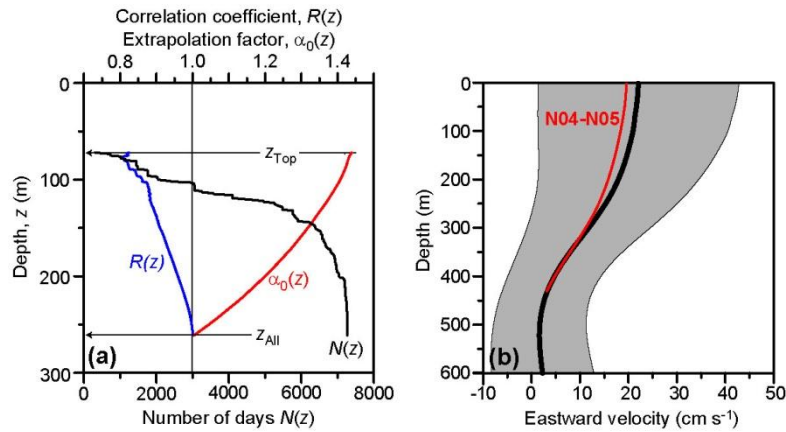 Correlation coefficient, R(z)
Extrapolation factor, α₀(z)
0.8 1.0 1.2 1.4
0
100
200
300
Depth, z (m)
z_Top
R(z)
α₀(z)
z_All
N(z)
(a)
0 2000 4000 6000 8000
Number of days N(z)
0
100
200
300
400
500
600
Depth (m)
N04-N05
(b)
-10 0 10 20 30 40 50
Eastward velocity (cm s⁻¹)